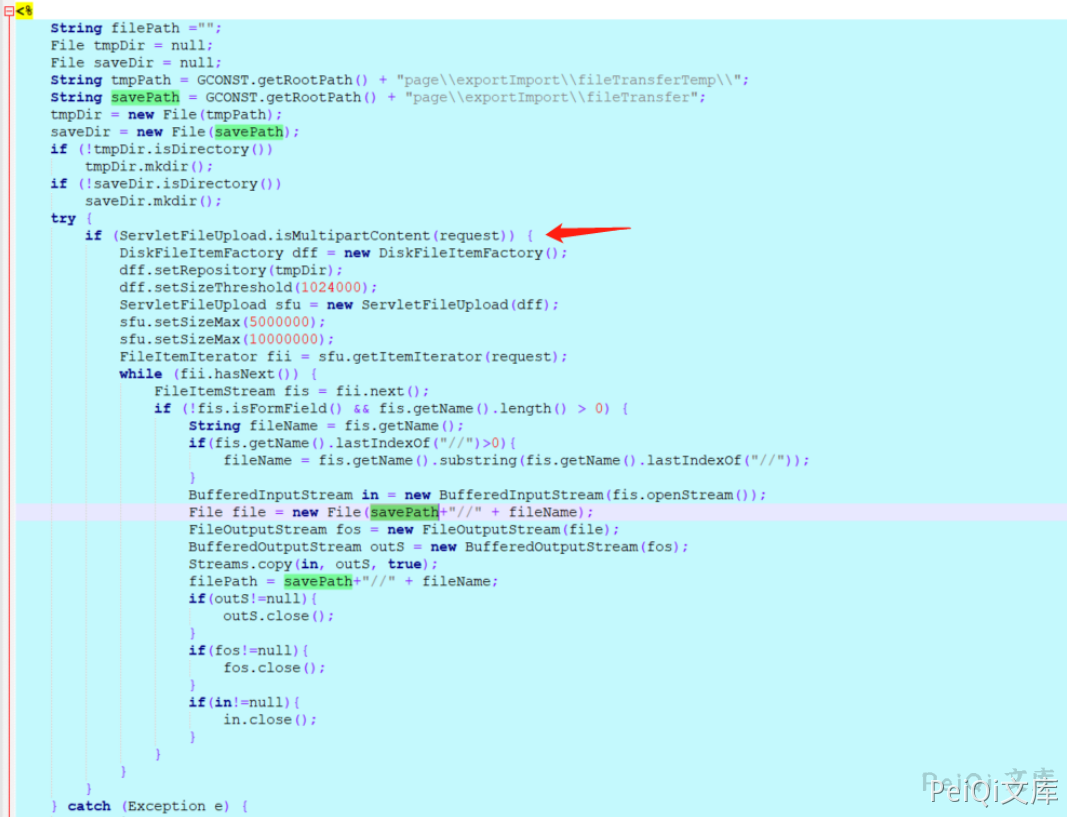 <%
String filePath ="";
File tmpDir = null;
File saveDir = null;
String tmpPath = GCONST.getRootPath() + "page\\exportImport\\fileTransferTemp\\";
String savePath = GCONST.getRootPath() + "page\\exportImport\\fileTransfer";
tmpDir = new File(tmpPath);
saveDir = new File(savePath);
if (!tmpDir.isDirectory())
tmpDir.mkdir();
if (!saveDir.isDirectory())
saveDir.mkdir();
try {
if (ServletFileUpload.isMultipartContent(request)) {
DiskFileItemFactory dff = new DiskFileItemFactory();
dff.setRepository(tmpDir);
dff.setSizeThreshold(1024000);
ServletFileUpload sfu = new ServletFileUpload(dff);
sfu.setSizeMax(5000000);
sfu.setSizeMax(10000000);
FileItemIterator fii = sfu.getItemIterator(request);
while (fii.hasNext()) {
FileItemStream fis = fii.next();
if (!fis.isFormField() && fis.getName().length() > 0) {
String fileName = fis.getName();
if(fis.getName().lastIndexOf("//")>0){
fileName = fis.getName().substring(fis.getName().lastIndexOf("//"));
}
BufferedInputStream in = new BufferedInputStream(fis.openStream());
File file = new File(savePath+"//" + fileName);
FileOutputStream fos = new FileOutputStream(file);
BufferedOutputStream outS = new BufferedOutputStream(fos);
Streams.copy(in, outS, true);
filePath = savePath+"//" + fileName;
if(outS!=null){
outS.close();
}
if(fos!=null){
fos.close();
}
if(in!=null){
in.close();
}
}
}
}
} catch (Exception e) {
PeiQi 文库
PeiQi文库